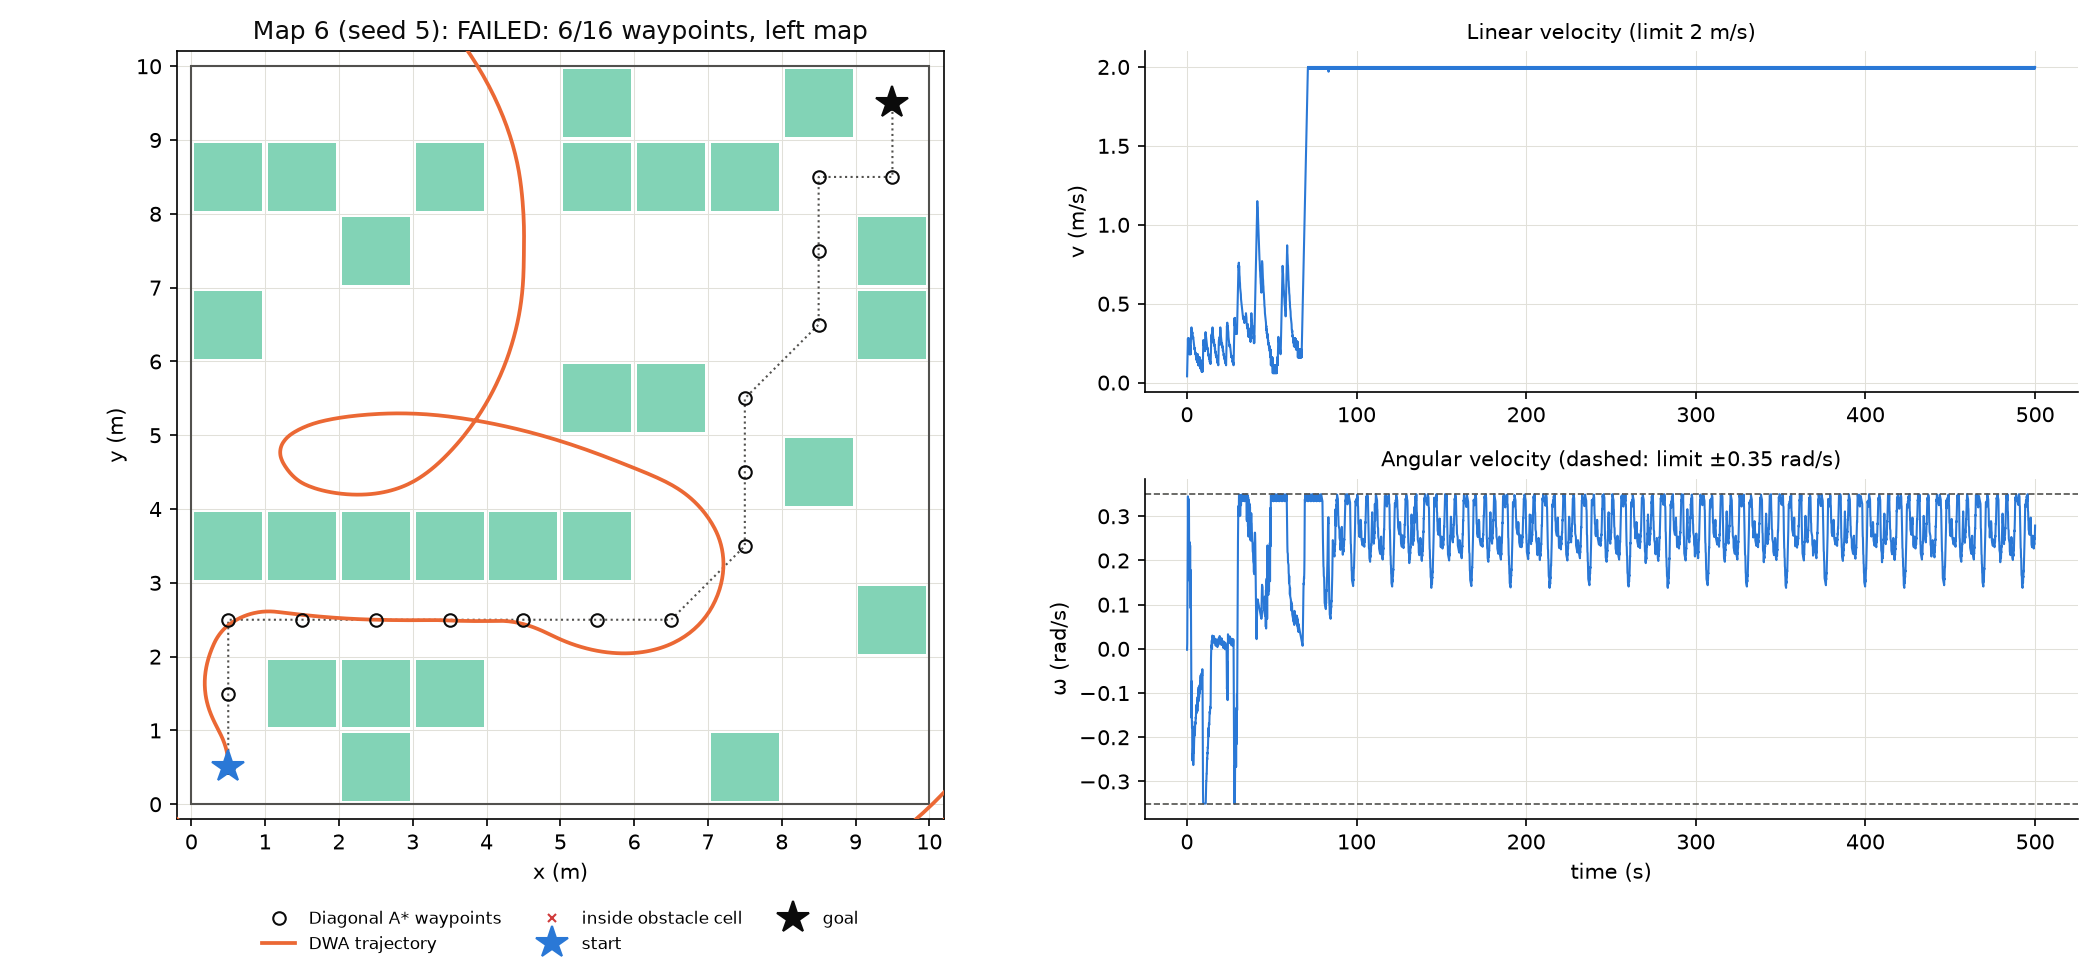 Map 6 (seed 5): FAILED: 6/16 waypoints, left map
10
9
8
7
6
5
4
3
2
1
0
y (m)
0 1 2 3 4 5 6 7 8 9 10
x (m)
Diagonal A* waypoints
DWA trajectory
inside obstacle cell
start
goal
Linear velocity (limit 2 m/s)
2.0
1.5
1.0
0.5
0.0
v (m/s)
0 100 200 300 400 500
Angular velocity (dashed: limit ±0.35 rad/s)
0.3
0.2
0.1
0.0
−0.1
−0.2
−0.3
ω (rad/s)
0 100 200 300 400 500
time (s)